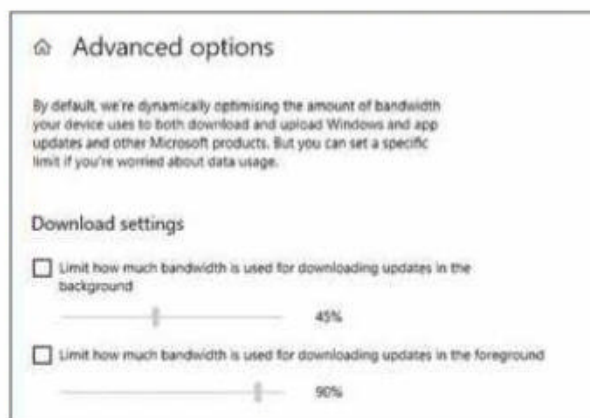 Advanced options
By default, we're dynamically optimising the amount of bandwidth
your device uses to both download and upload Windows and app
updates and other Microsoft products. But you can set a specific
limit if you're worried about data usage.
Download settings
Limit how much bandwidth is used for downloading updates in the
background
45%
Limit how much bandwidth is used for downloading updates in the foreground
90%